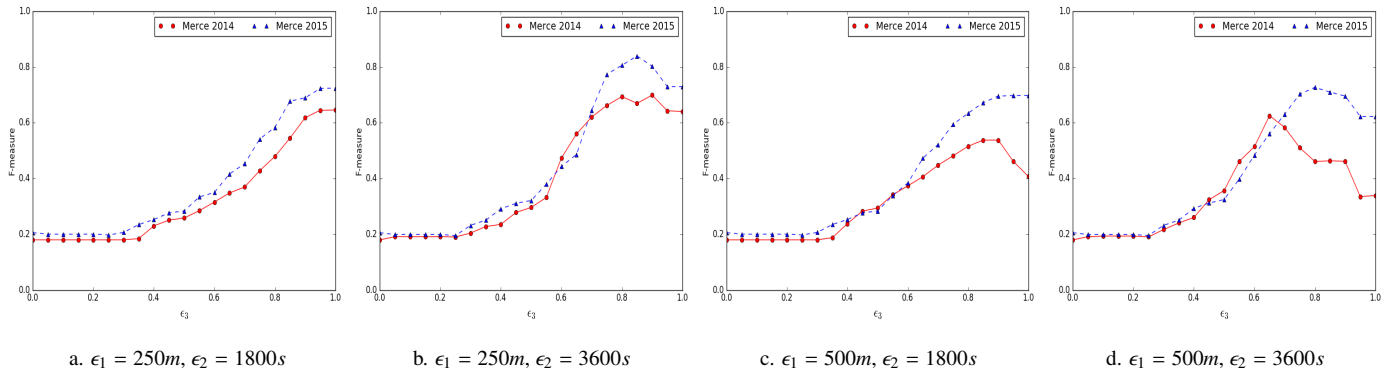 1.0
0.8
0.6
0.4
0.2
0.0
F-measure
Merce 2014 Merce 2015
0.0 0.2 0.4 0.6 0.8 1.0
ϵ3
a. ϵ1 = 250m, ϵ2 = 1800s
1.0
0.8
0.6
0.4
0.2
0.0
F-measure
Merce 2014 Merce 2015
0.0 0.2 0.4 0.6 0.8 1.0
ϵ3
b. ϵ1 = 250m, ϵ2 = 3600s
1.0
0.8
0.6
0.4
0.2
0.0
F-measure
Merce 2014 Merce 2015
0.0 0.2 0.4 0.6 0.8 1.0
ϵ3
c. ϵ1 = 500m, ϵ2 = 1800s
1.0
0.8
0.6
0.4
0.2
0.0
F-measure
Merce 2014 Merce 2015
0.0 0.2 0.4 0.6 0.8 1.0
ϵ3
d. ϵ1 = 500m, ϵ2 = 3600s